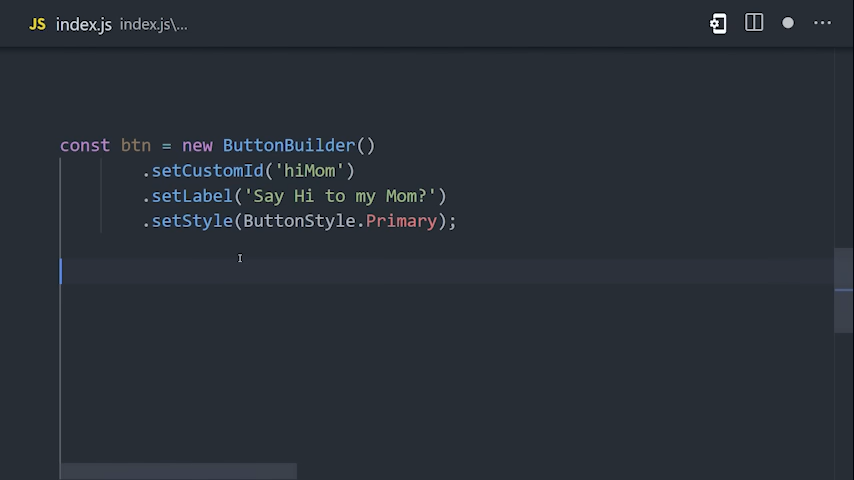 JS index.js index.js\...
const btn = new ButtonBuilder()
.setCustomId('hiMom')
.setLabel('Say Hi to my Mom?')
.setStyle(ButtonStyle.Primary);